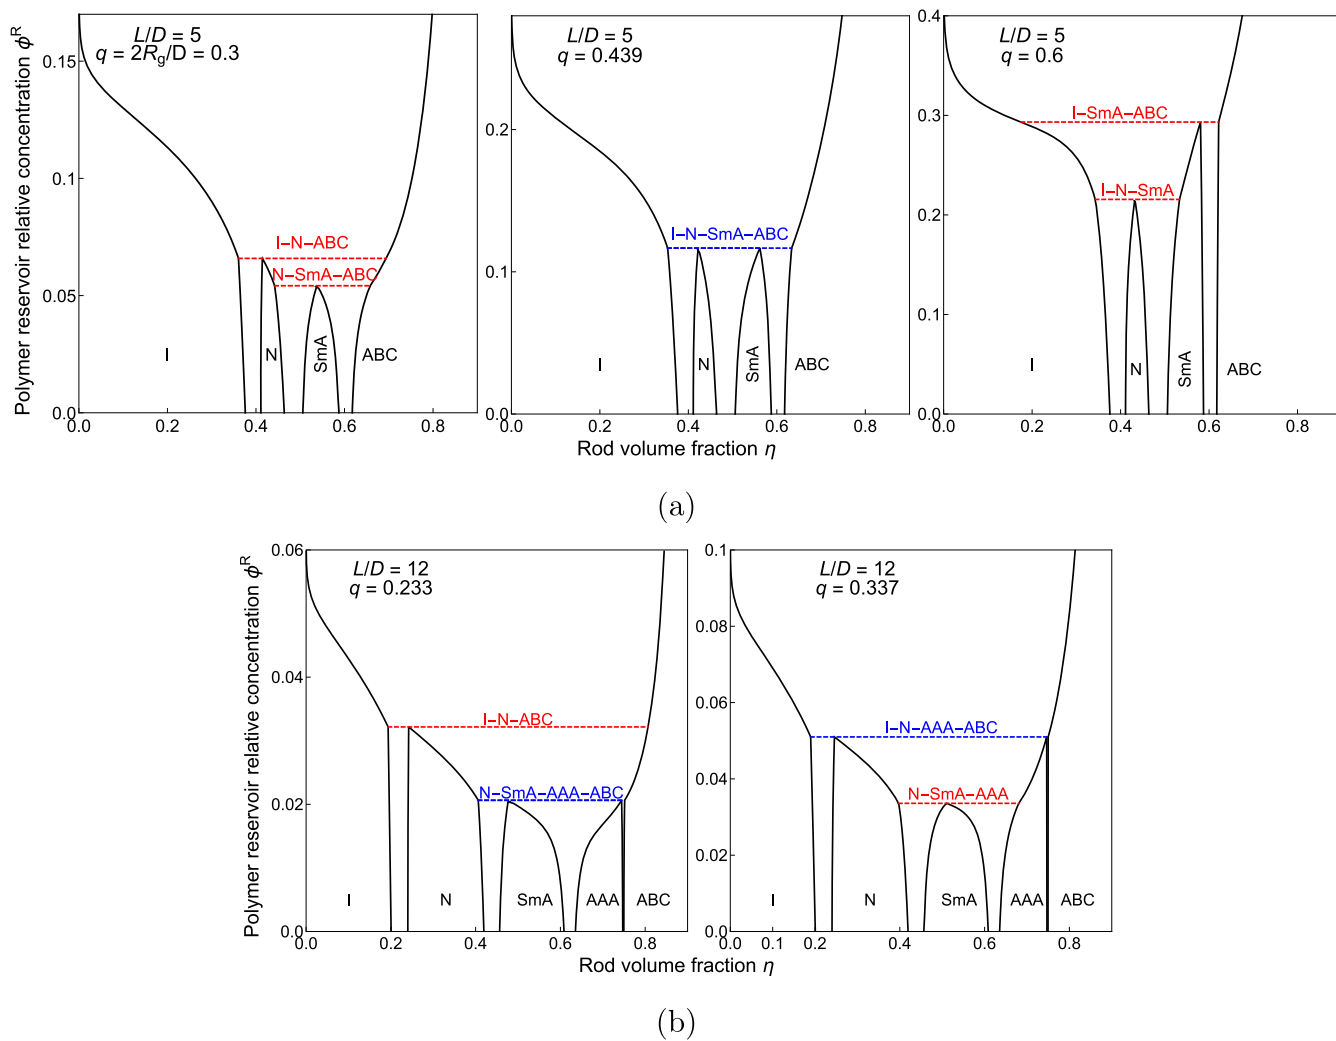 Polymer reservoir relative concentration ϕ^R
L/D = 5
q = 2R_g/D = 0.3
0.15
0.1
0.05
0.0
I–N–ABC
N–SmA–ABC
I
N
SmA
ABC
0.0 0.2 0.4 0.6 0.8
L/D = 5
q = 0.439
0.2
0.1
0.0
I–N–SmA–ABC
I
N
SmA
ABC
0.0 0.2 0.4 0.6 0.8
L/D = 5
q = 0.6
0.4
0.3
0.2
0.1
0.0
I–SmA–ABC
I–N–SmA
I
N
SmA
ABC
0.0 0.2 0.4 0.6 0.8
Rod volume fraction η
(a)
Polymer reservoir relative concentration ϕ^R
L/D = 12
q = 0.233
0.06
0.04
0.02
0.0
I–N–ABC
N–SmA–AAA–ABC
I
N
SmA
AAA
ABC
0.0 0.2 0.4 0.6 0.8
L/D = 12
q = 0.337
0.1
0.08
0.06
0.04
0.02
0.0
I–N–AAA–ABC
N–SmA–AAA
I
N
SmA
AAA
ABC
0.0 0.1 0.2 0.4 0.6 0.8
Rod volume fraction η
(b)